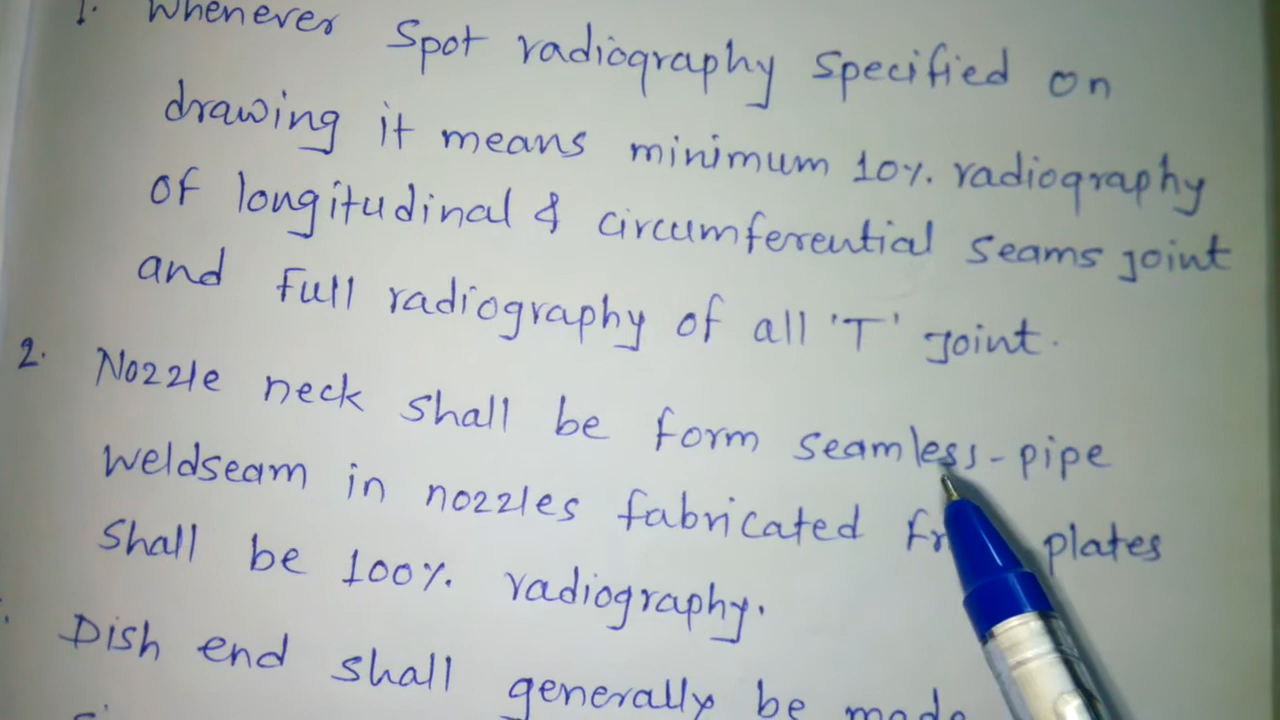 1. Whenever Spot radiography specified on
drawing it means minimum 10%. radiography
of longitudinal & circumferential seams joint
and full radiography of all 'T' joint.
2. Nozzle neck shall be form seamless-pipe
weldseam in nozzles fabricated plates
shall be 100%. radiography.
Dish end shall generally be made